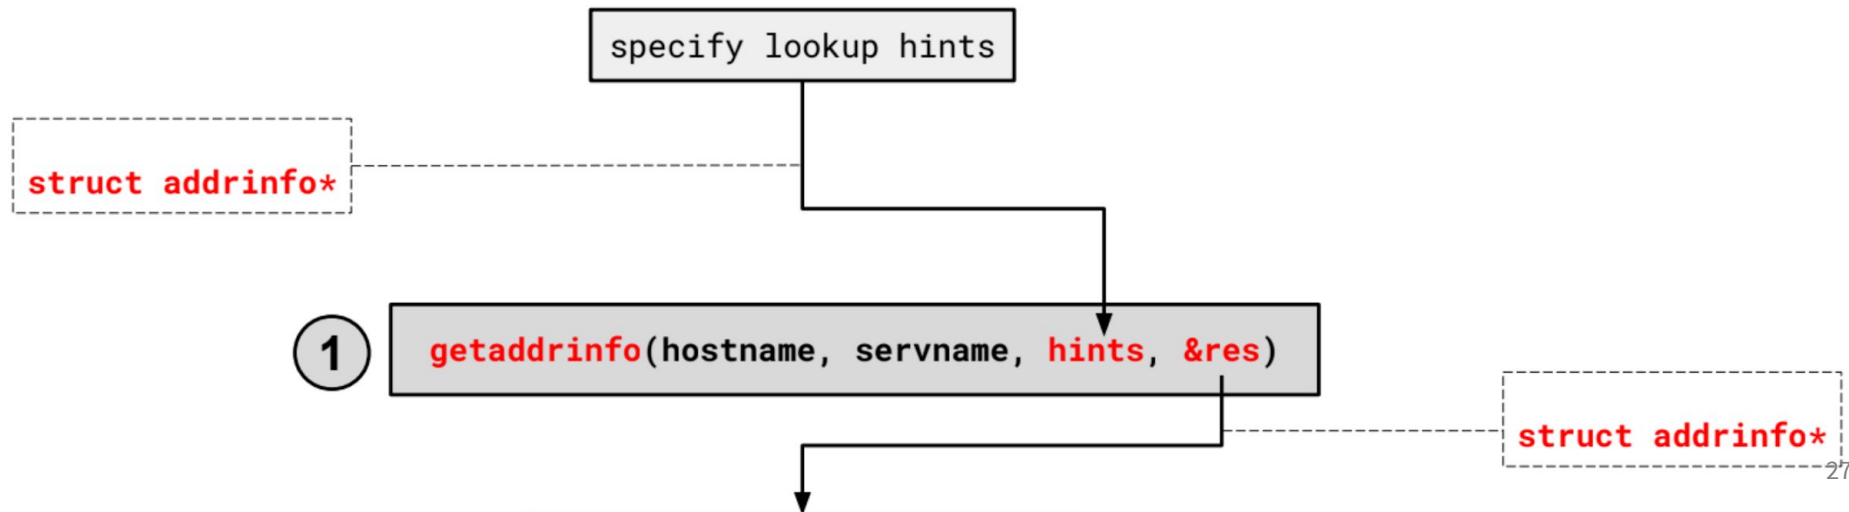 specify lookup hints
struct addrinfo*
1
getaddrinfo(hostname, servname, hints, &res)
struct addrinfo*
27